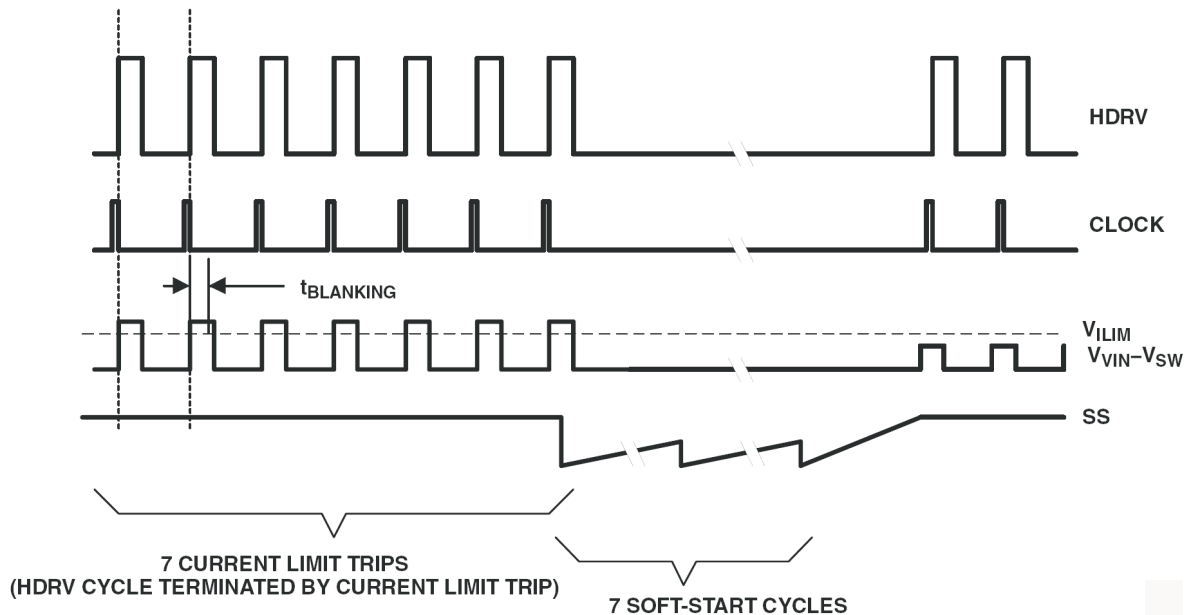 HDRV
CLOCK
tBLANKING
VILIM
VVIN–VSW
SS
7 CURRENT LIMIT TRIPS
(HDRV CYCLE TERMINATED BY CURRENT LIMIT TRIP)
7 SOFT-START CYCLES